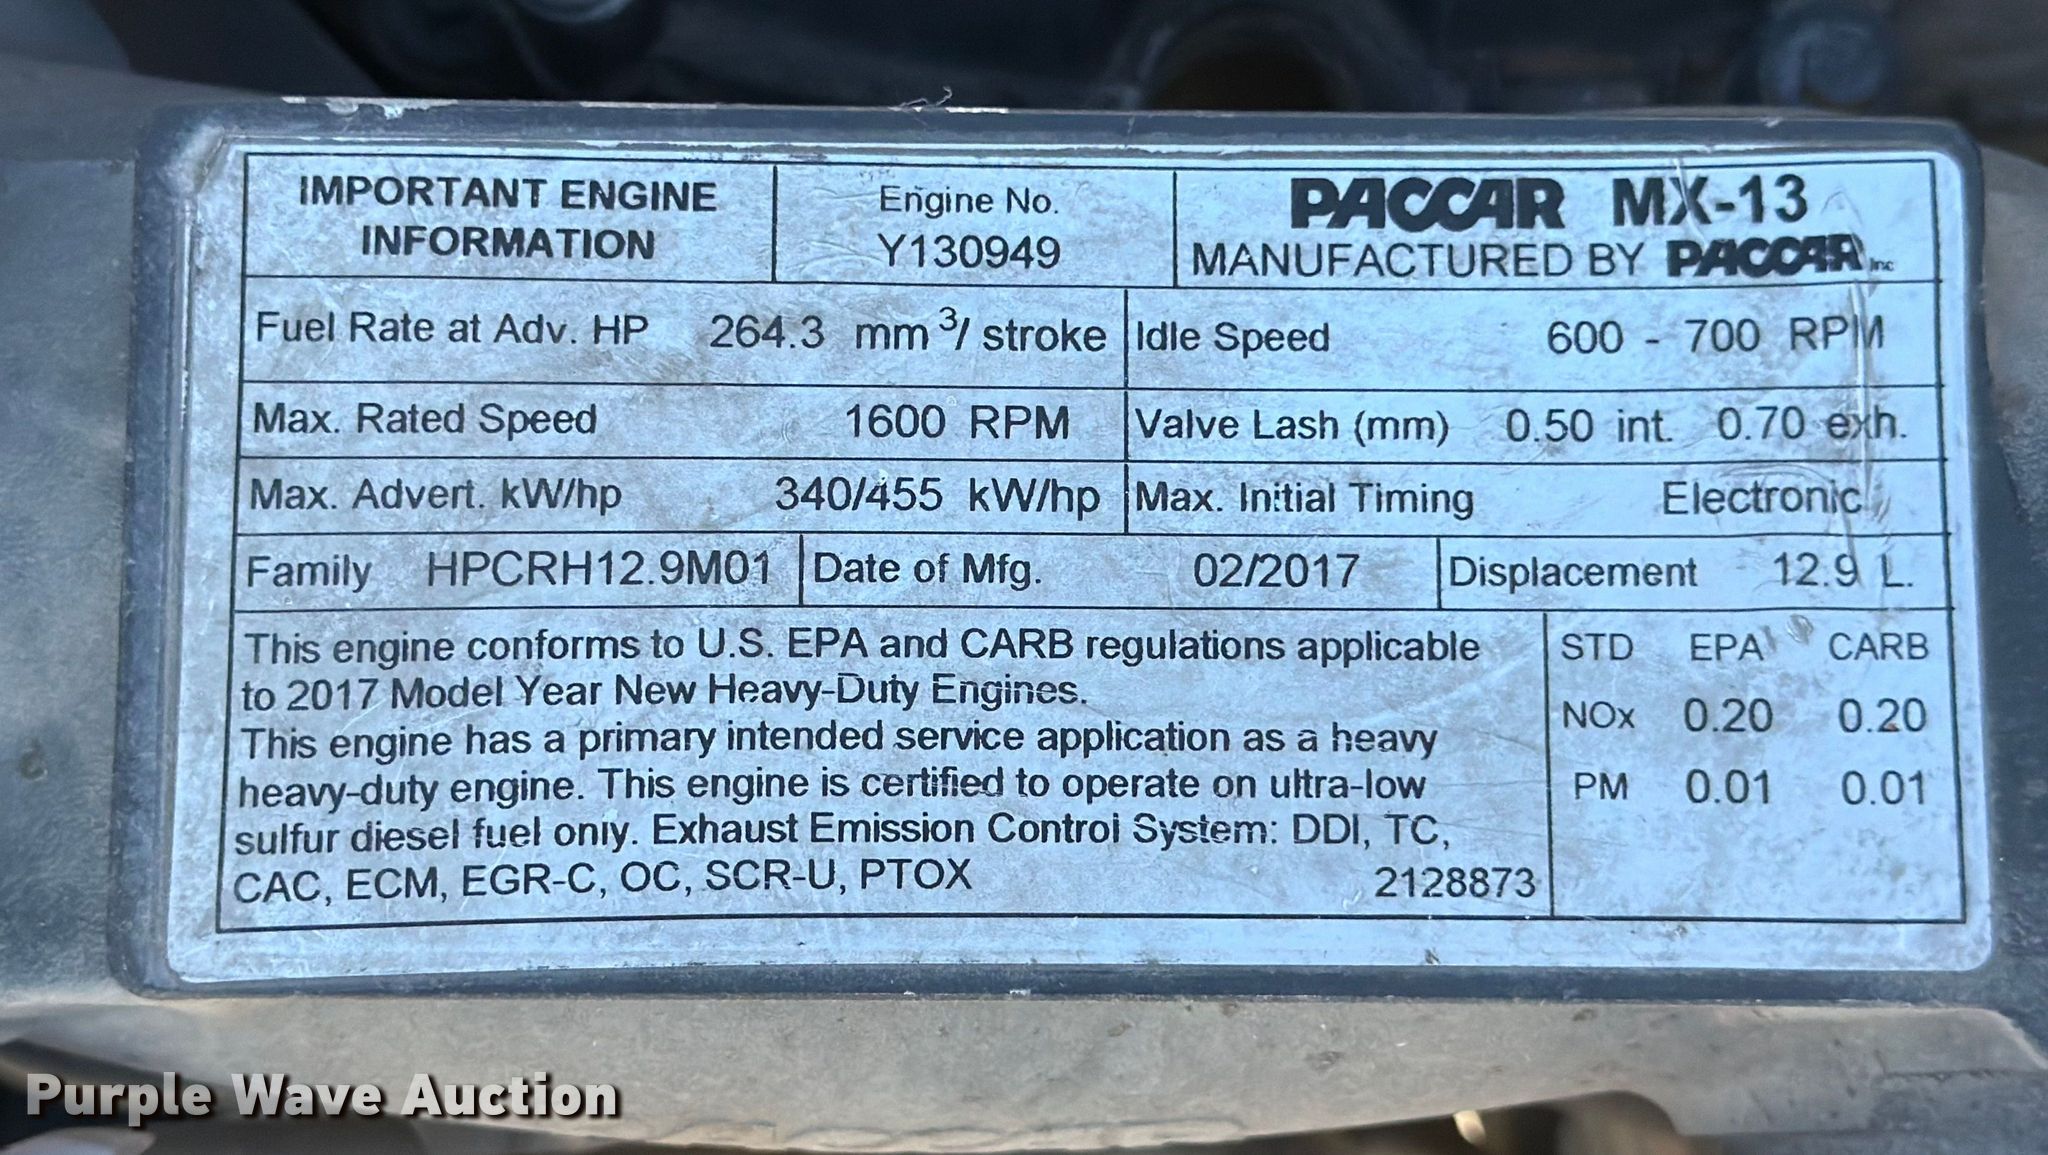 IMPORTANT ENGINE
INFORMATION
Engine No.
Y130949
PACCAR MX-13
MANUFACTURED BY PACCAR Inc
Fuel Rate at Adv. HP 264.3 mm³/ stroke
Idle Speed 600 - 700 RPM
Max. Rated Speed 1600 RPM
Valve Lash (mm) 0.50 int. 0.70 exh.
Max. Advert. kW/hp 340/455 kW/hp
Max. Initial Timing Electronic
Family HPCRH12.9M01
Date of Mfg. 02/2017
Displacement 12.9 L.
This engine conforms to U.S. EPA and CARB regulations applicable
to 2017 Model Year New Heavy-Duty Engines.
This engine has a primary intended service application as a heavy
heavy-duty engine. This engine is certified to operate on ultra-low
sulfur diesel fuel only. Exhaust Emission Control System: DDI, TC,
CAC, ECM, EGR-C, OC, SCR-U, PTOX
2128873
STD EPA CARB
NOx 0.20 0.20
PM 0.01 0.01
Purple Wave Auction